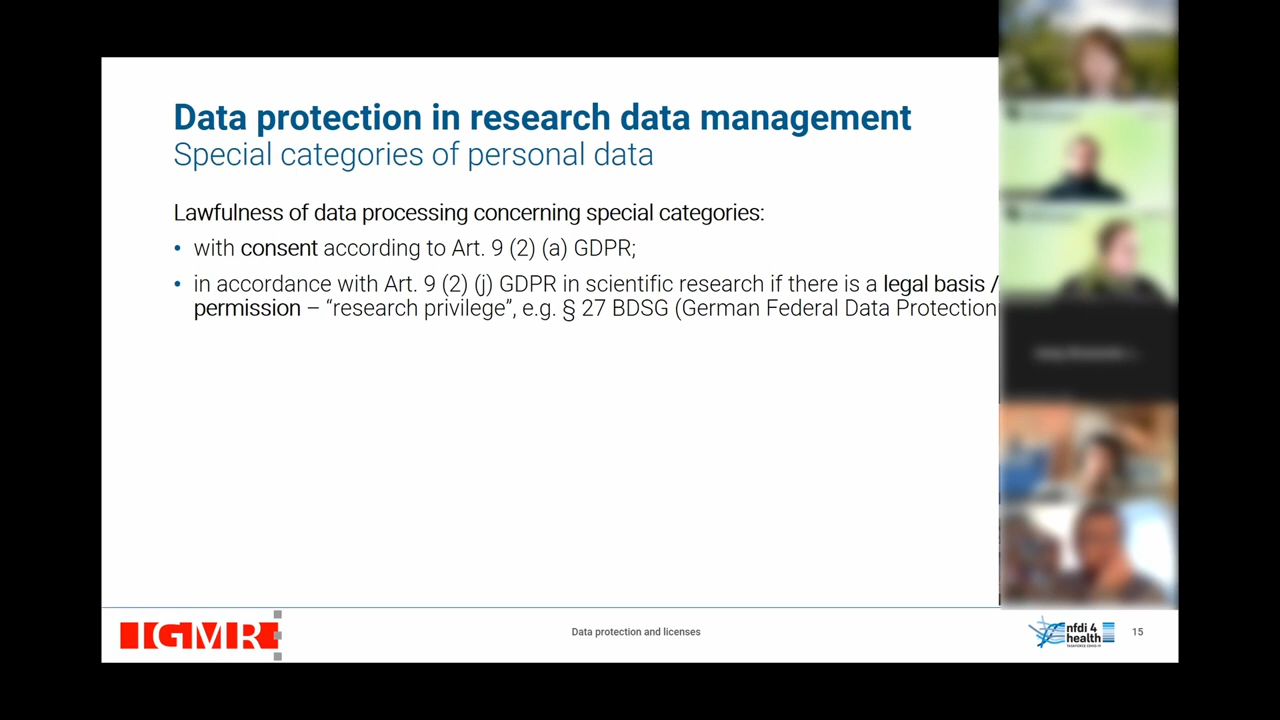 Data protection in research data management
Special categories of personal data
Lawfulness of data processing concerning special categories:
• with consent according to Art. 9 (2) (a) GDPR;
• in accordance with Art. 9 (2) (j) GDPR in scientific research if there is a legal basis /
permission – “research privilege”, e.g. § 27 BDSG (German Federal Data Protection
IGMR
Data protection and licenses
nfdi 4
health
TASKFORCE COVID-19
15